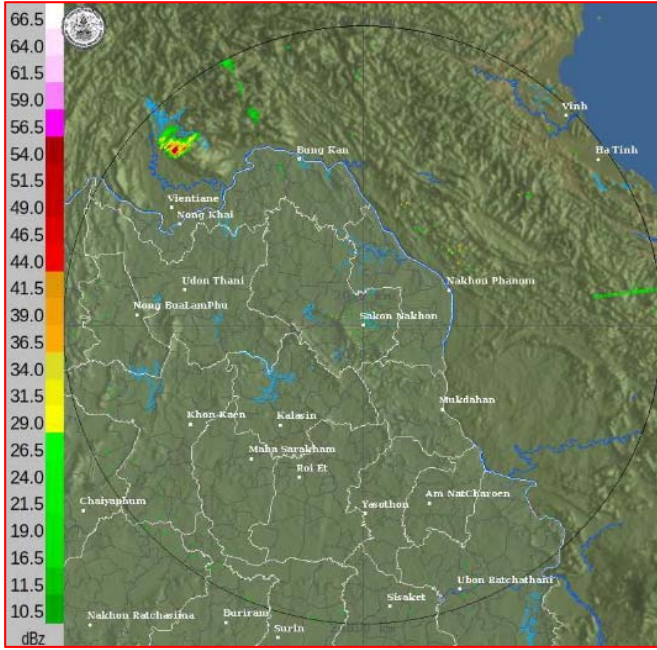 66.5
64.0
61.5
59.0
56.5
54.0
51.5
49.0
46.5
44.0
41.5
39.0
36.5
34.0
31.5
29.0
26.5
24.0
21.5
19.0
16.5
11.5
10.5
dBz
Vinh
Ha Tinh
Bung Kan
Vientiane
Nong Khai
Udon Thani
Nakhon Phanom
Nong BuaLamPhu
Sakon Nakhon
Mukdahan
Khon Kaen
Kalasin
Maha Sarakham
Roi Et
Chaiyaphum
Yasothon
Am NatCharoen
Ubon Ratchathani
Sisaket
Nakhon Ratchasima
Buriram
Surin